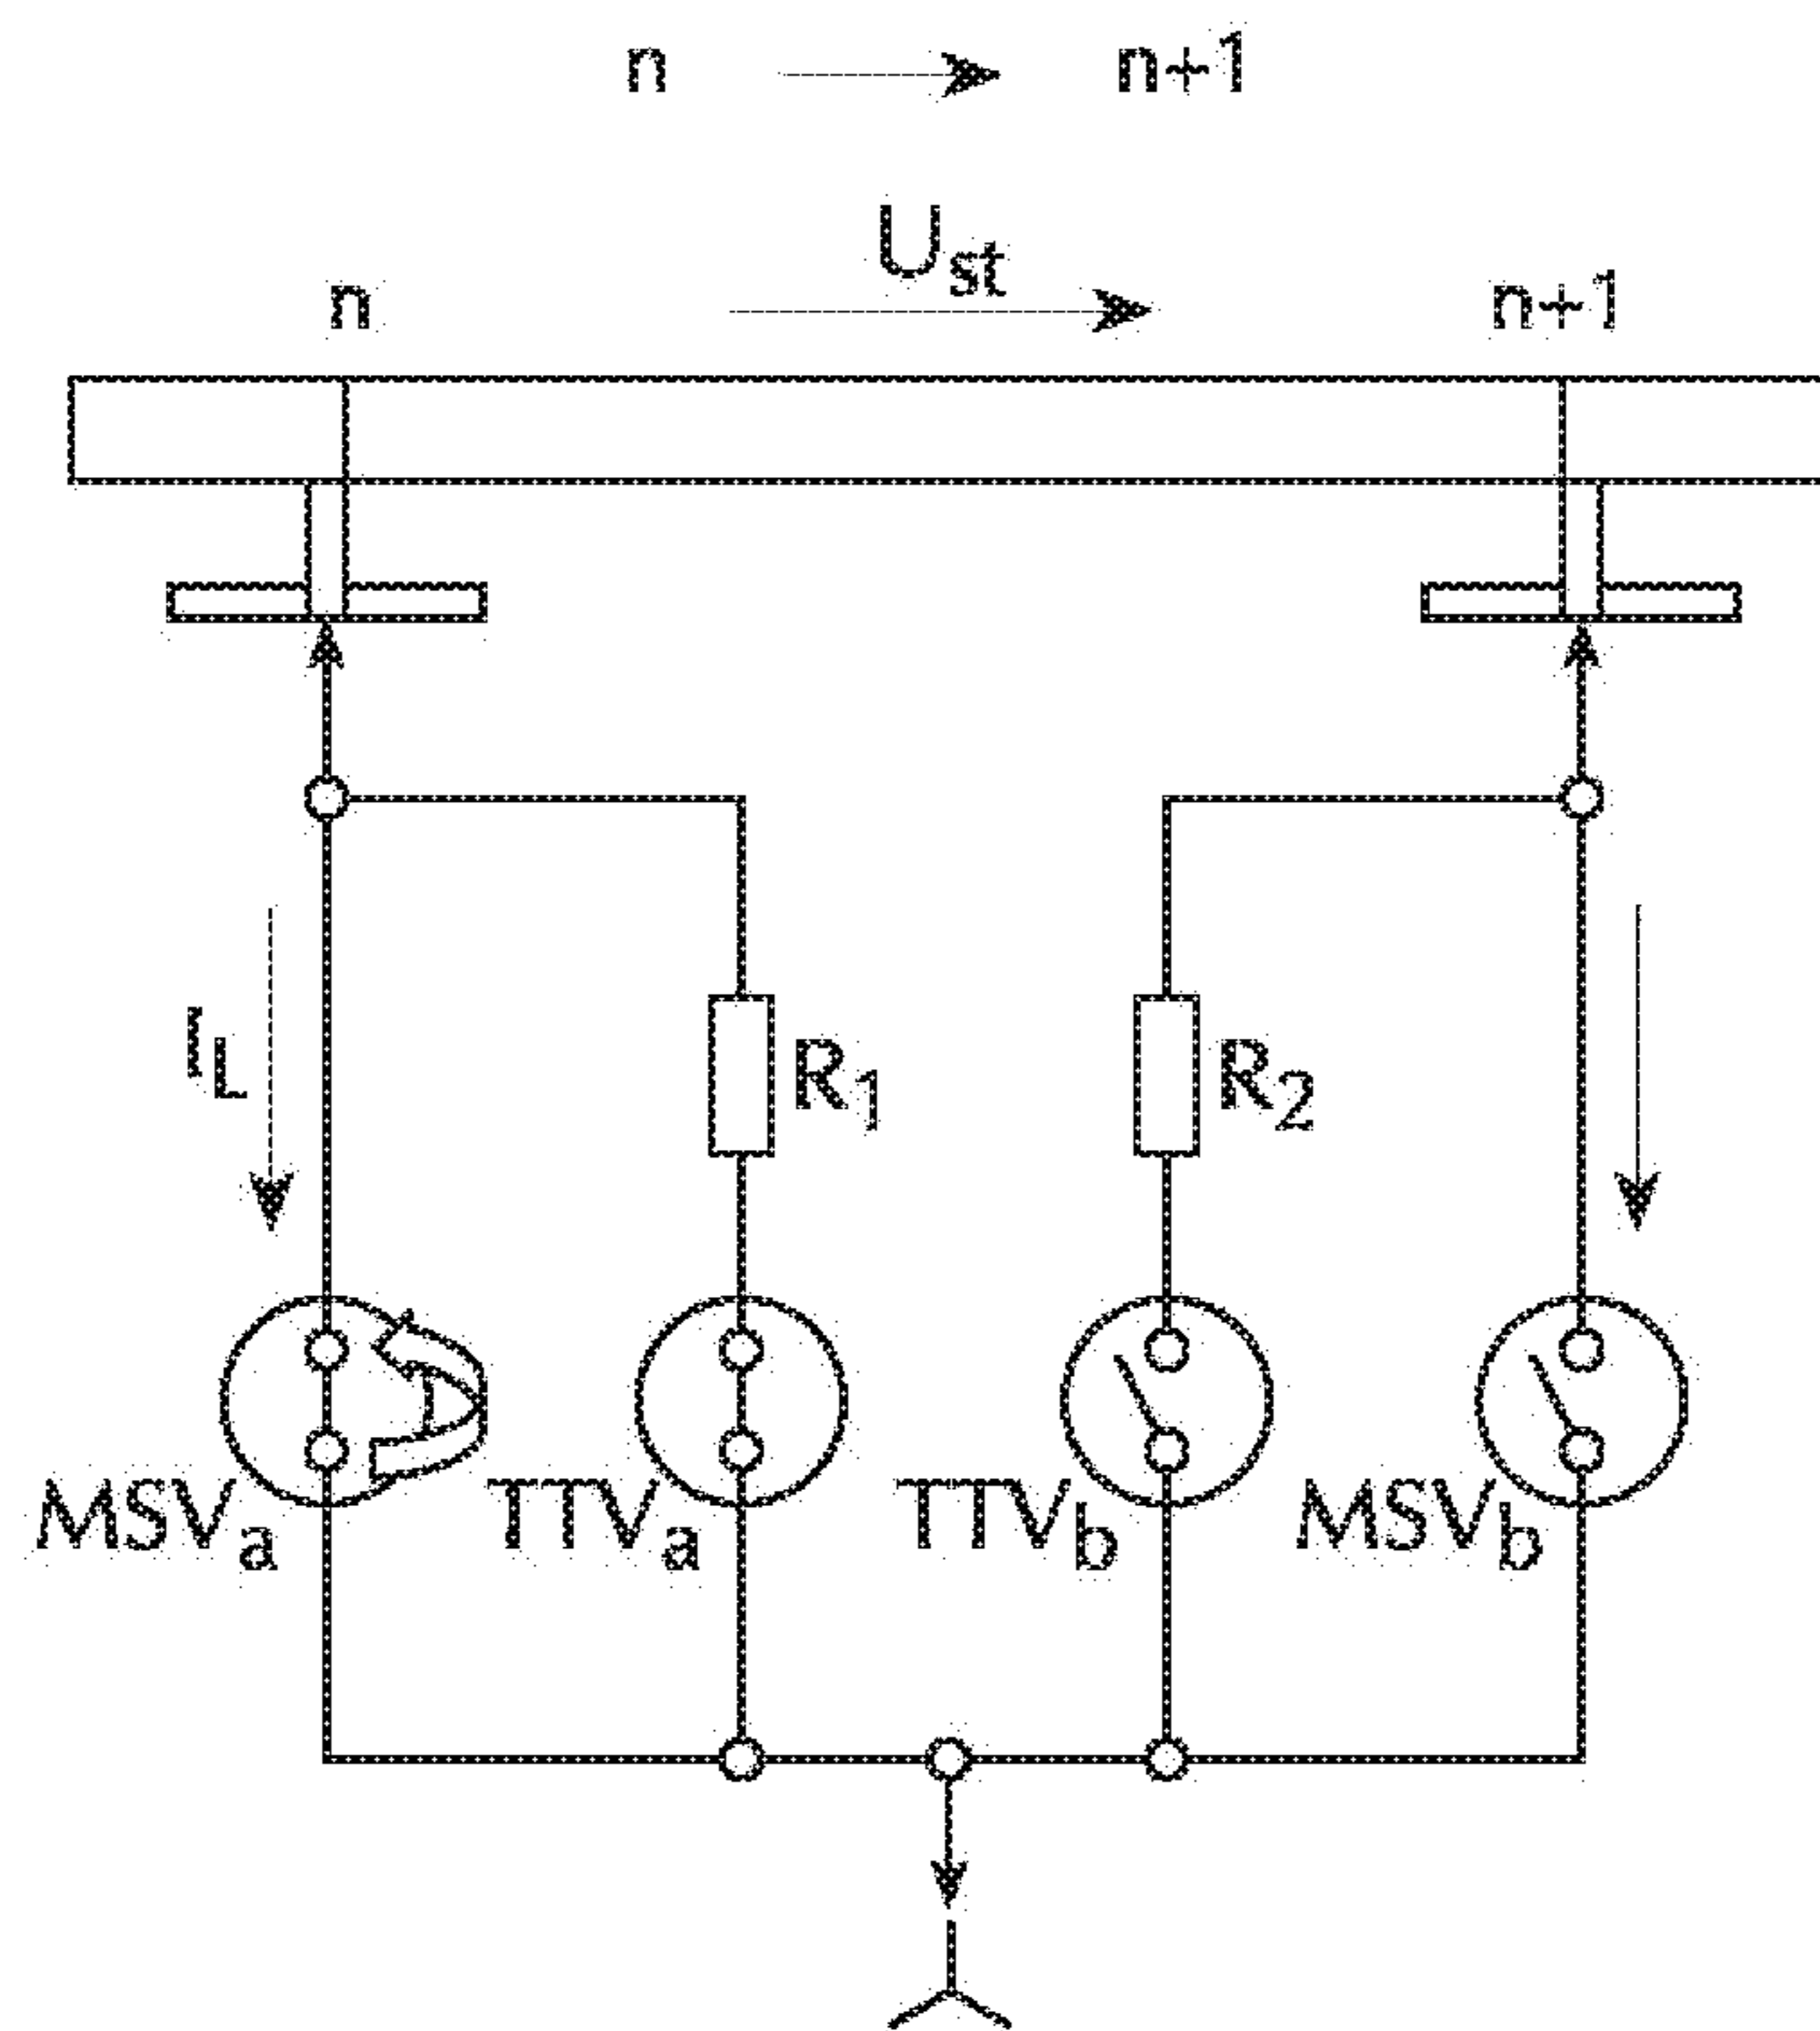 n → n+1
U_st
n → n+1
I_L
R_1 R_2
MSV_a TTV_a TTV_b MSV_b